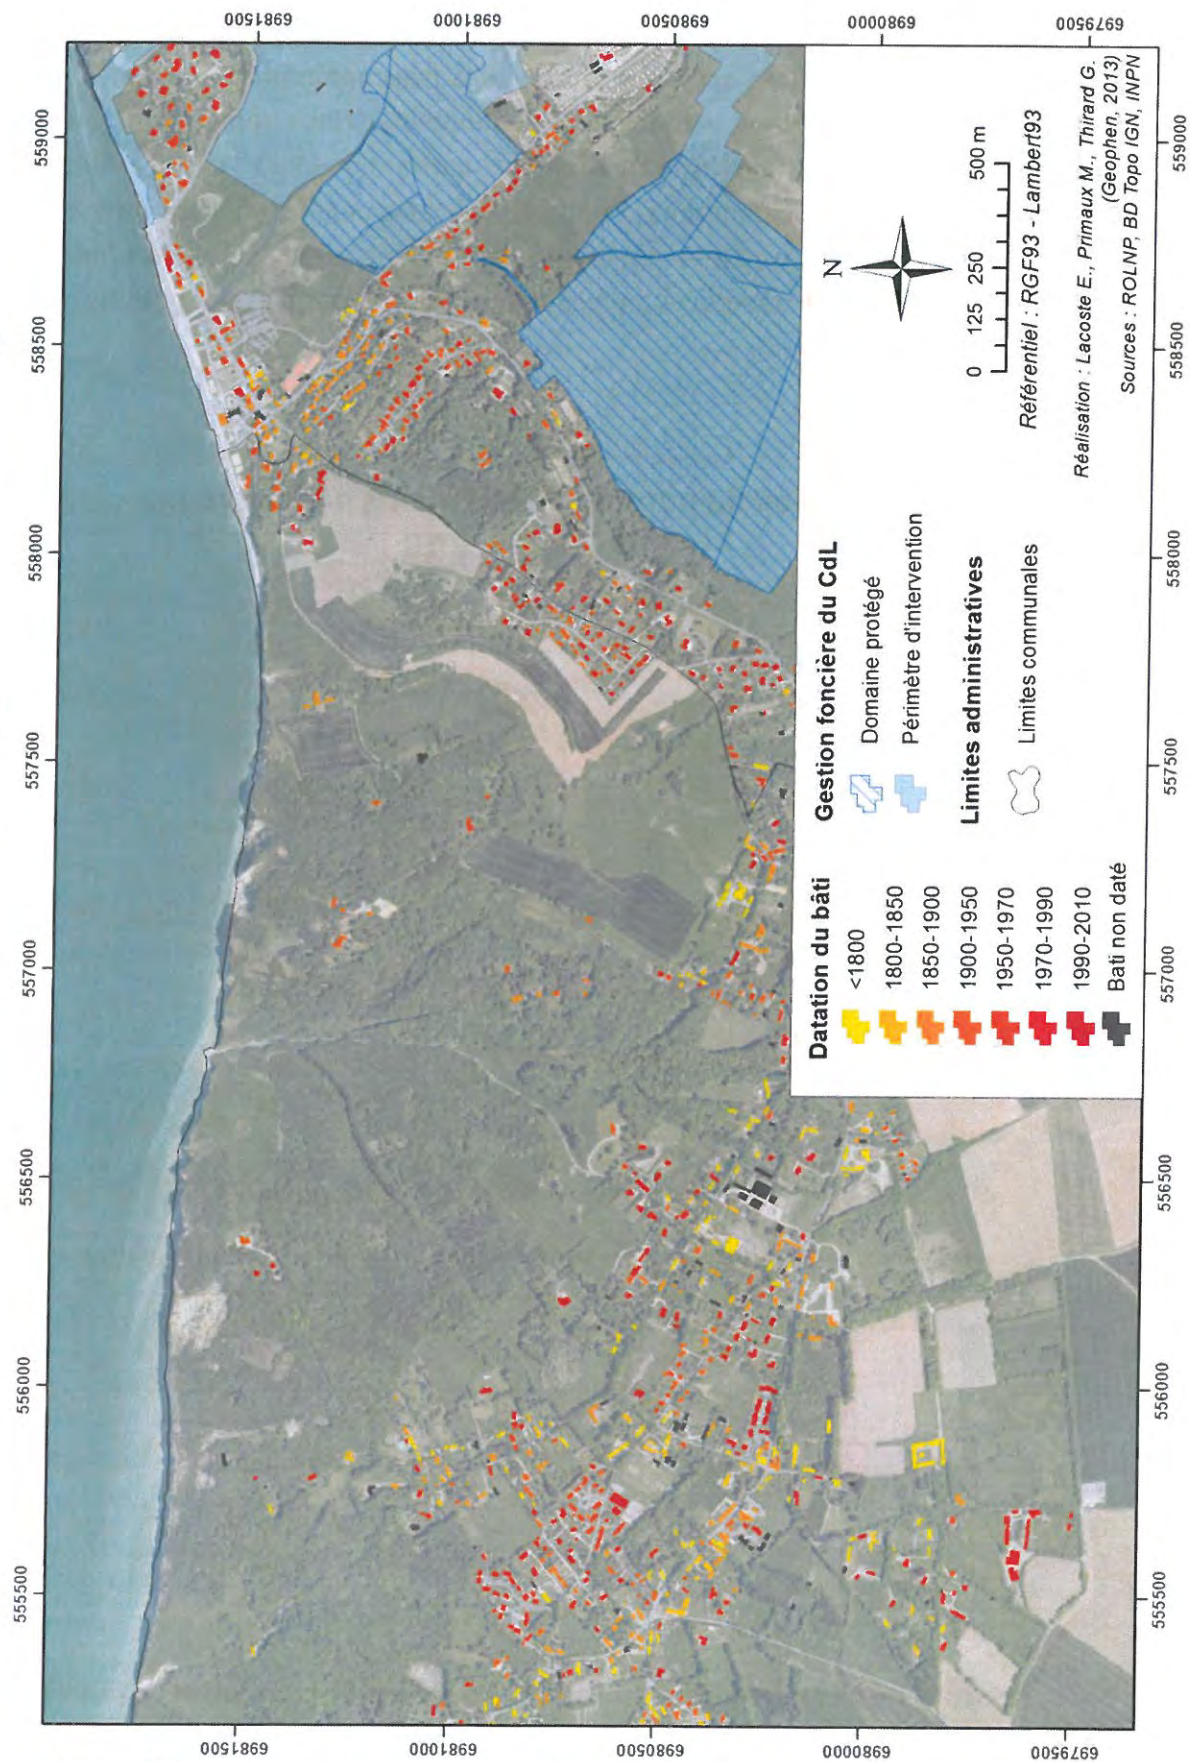 555500 556000 556500 557000 557500 558000 558500 559000
6981500
6981000
6980500
6980000
6979500
6981500
6981000
6980500
6980000
6979500
Datation du bâti
<1800
1800-1850
1850-1900
1900-1950
1950-1970
1970-1990
1990-2010
Bati non daté
Gestion foncière du CdL
Domaine protégé
Périmètre d'intervention
Limites administratives
Limites communales
N
0 125 250 500 m
Référentiel : RGF93 - Lambert93
Réalisation : Lacoste E., Primaux M., Thirard G.
(Geophen, 2013)
Sources : ROLNP, BD Topo IGN, INPN
555500 556000 556500 557000 557500 558000 558500 559000